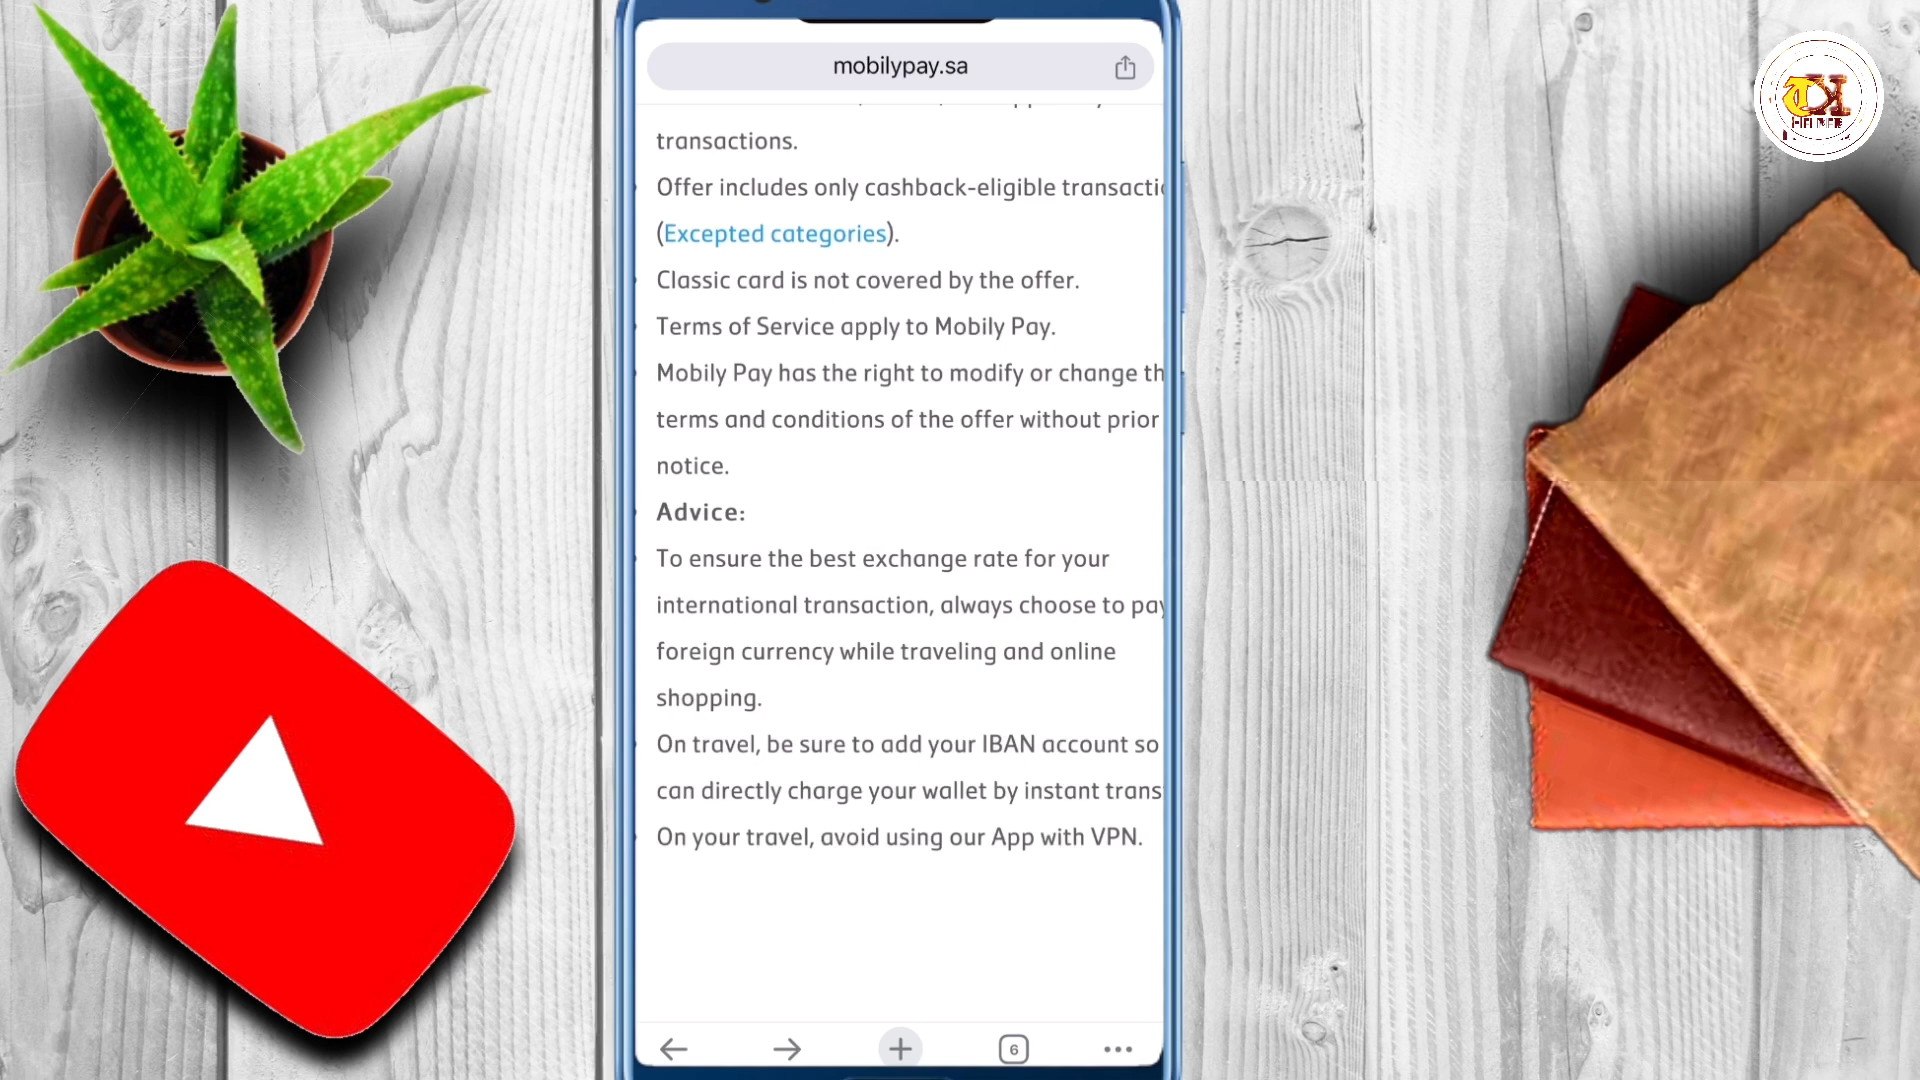 mobilypay.sa
transactions.
Offer includes only cashback-eligible
(Excepted categories).
Classic card is not covered by the offer.
Terms of Service apply to Mobily Pay.
Mobily Pay has the right to modify or change
terms and conditions of the offer without prior
notice.
Advice:
To ensure the best exchange rate for your
international transaction, always choose to
foreign currency while traveling and online
shopping.
On travel, be sure to add your IBAN account so
can directly charge your wallet by instant
On your travel, avoid using our App with VPN.
6